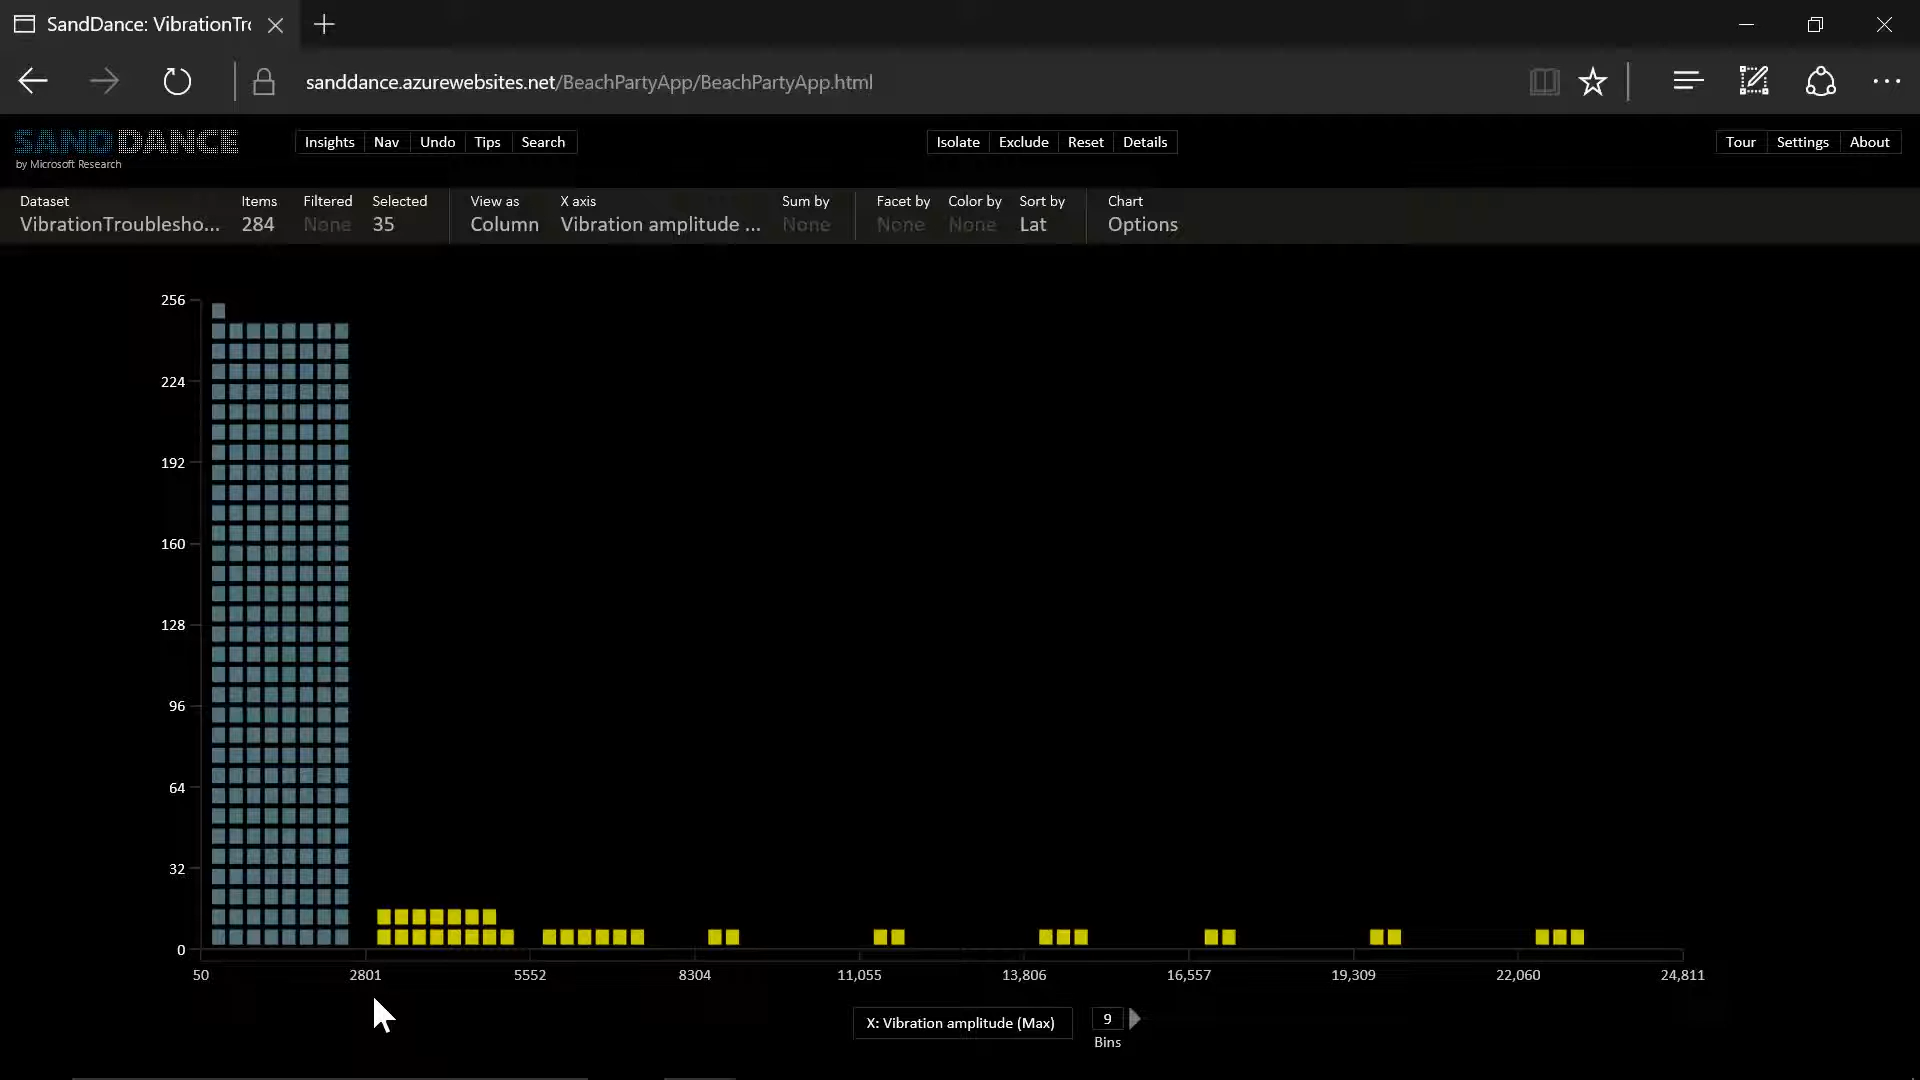 SandDance: VibrationTr
sanddance.azurewebsites.net/BeachPartyApp/BeachPartyApp.html
SANDDANCE
by Microsoft Research
Insights Nav Undo Tips Search
Isolate Exclude Reset Details
Tour Settings About
Dataset Items Filtered Selected View as X axis Sum by Facet by Color by Sort by Chart
VibrationTroublesho... 284 None 35 Column Vibration amplitude ... None None None Lat Options
256
224
192
160
128
96
64
32
0
50 2801 5552 8304 11,055 13,806 16,557 19,309 22,060 24,811
X: Vibration amplitude (Max) 9
Bins